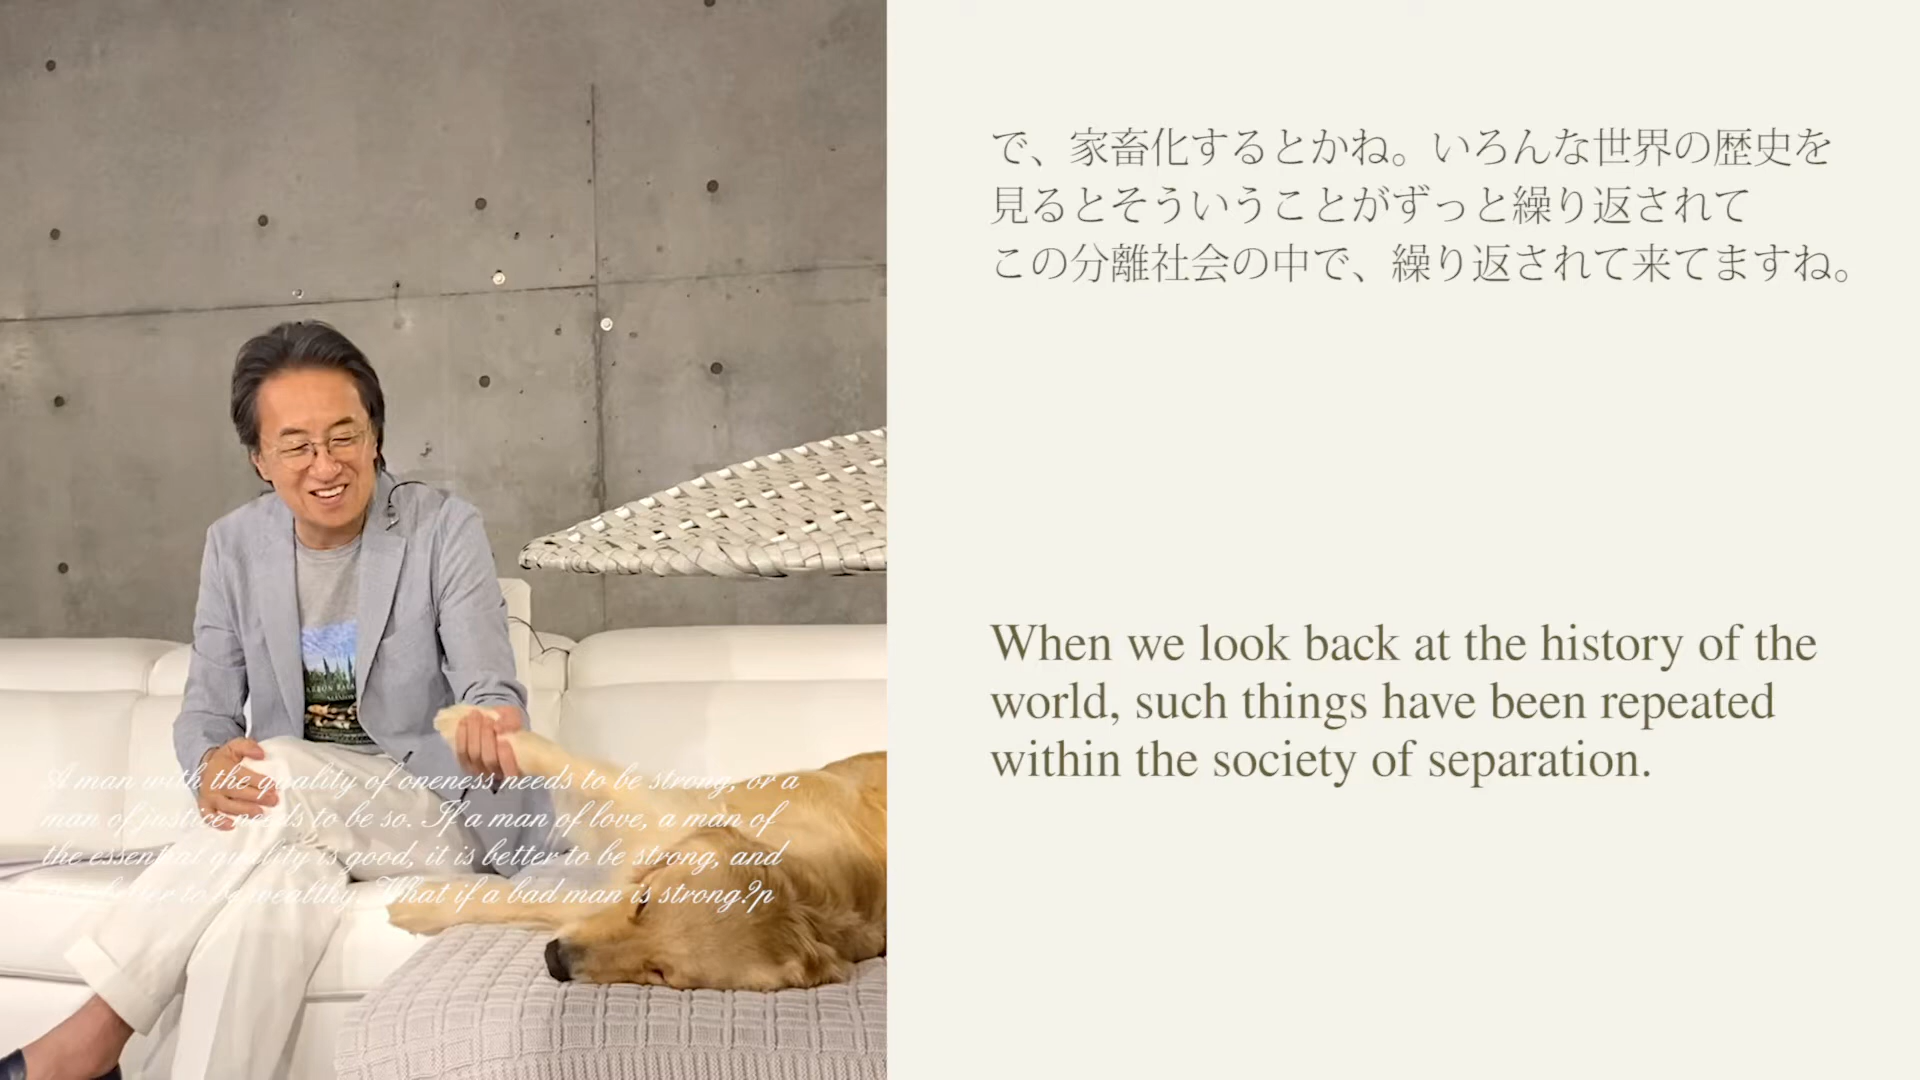 で、家畜化するとかね。いろんな世界の歴史を
見るとそういうことがずっと繰り返されて
この分離社会の中で、繰り返されて来てますね。
When we look back at the history of the
world, such things have been repeated
within the society of separation.
A man with the quality of oneness needs to be strong, or a
man of justice needs to be so. If a man of love, a man of
the essential quality is good, it is better to be strong, and
better to be wealthy. What if a bad man is strong?p